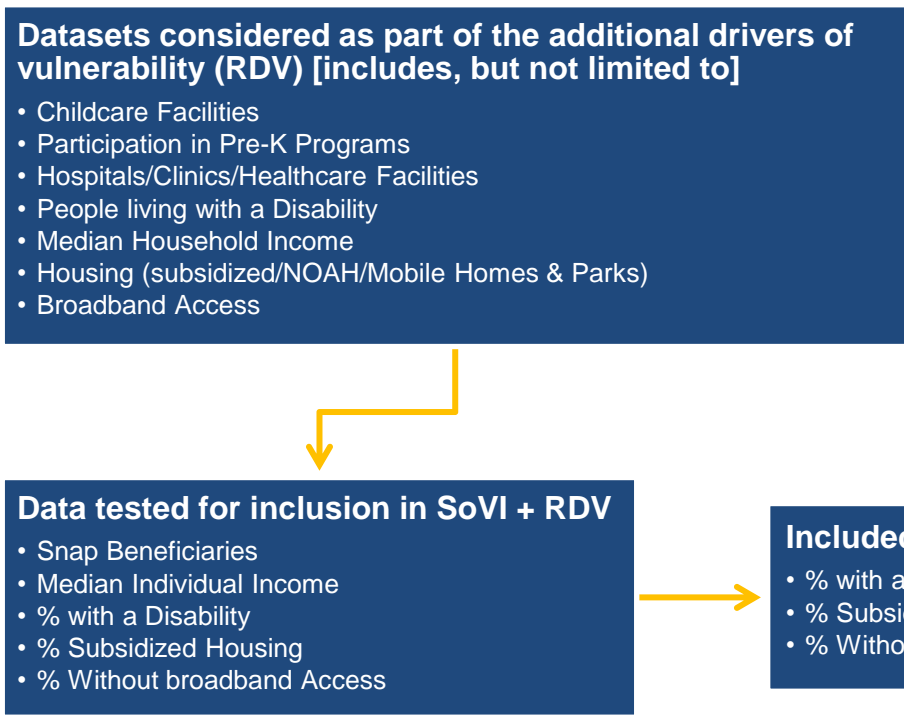 Datasets considered as part of the additional drivers of
vulnerability (RDV) [includes, but not limited to]
• Childcare Facilities
• Participation in Pre-K Programs
• Hospitals/Clinics/Healthcare Facilities
• People living with a Disability
• Median Household Income
• Housing (subsidized/NOAH/Mobile Homes & Parks)
• Broadband Access
Data tested for inclusion in SoVI + RDV
• Snap Beneficiaries
• Median Individual Income
• % with a Disability
• % Subsidized Housing
• % Without broadband Access
Included
• % with a
• % Subsi
• % Witho